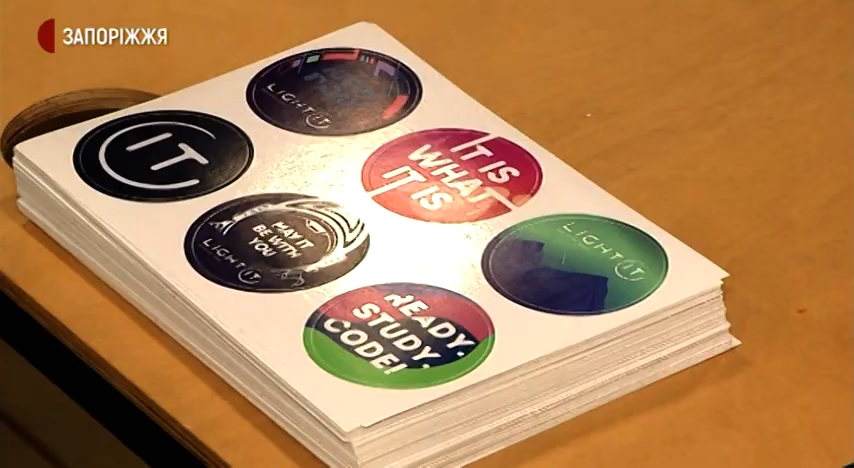 ЗАПОРІЖЖЯ
LIGHT IT
IT
IT IS
WHAT
IT IS
MAY IT
BE WITH
YOU
LIGHT IT
LIGHT IT
READY.
STUDY.
CODE!